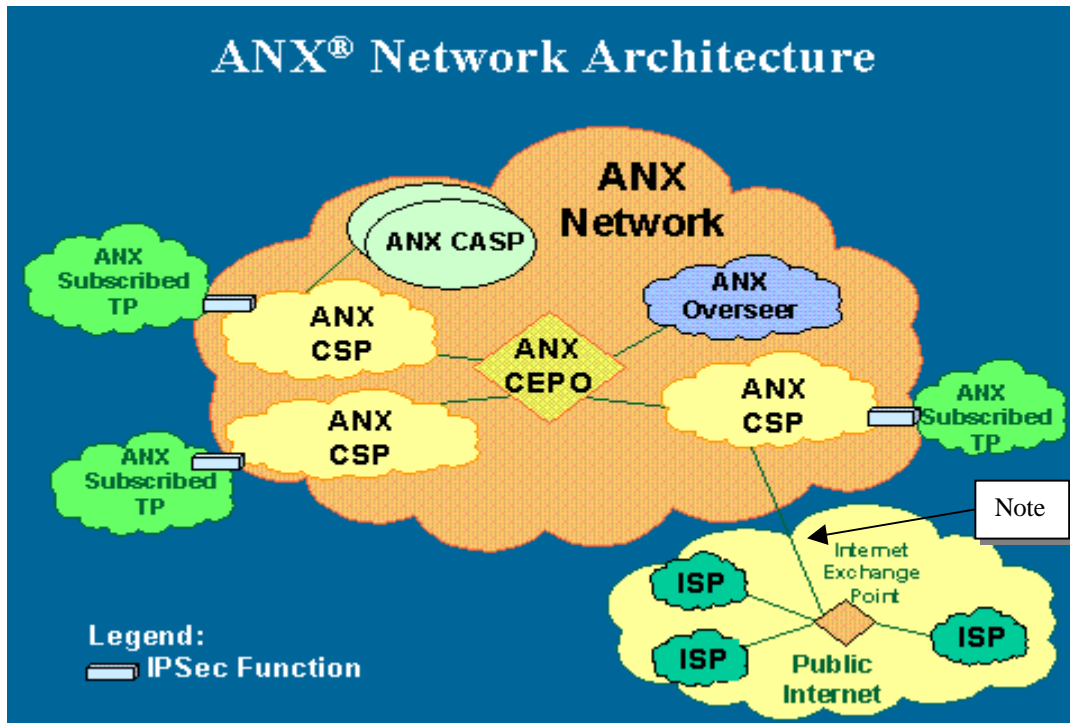 ANX® Network Architecture
ANX
Network
ANX CASP
ANX
Subscribed
TP
ANX
Overseer
ANX
CSP
ANX
CEPO
ANX
CSP
ANX
Subscribed
TP
ANX
CSP
ANX
Subscribed
TP
Note
Internet
Exchange
Point
ISP
ISP
ISP
Public
Internet
Legend:
IPSec Function